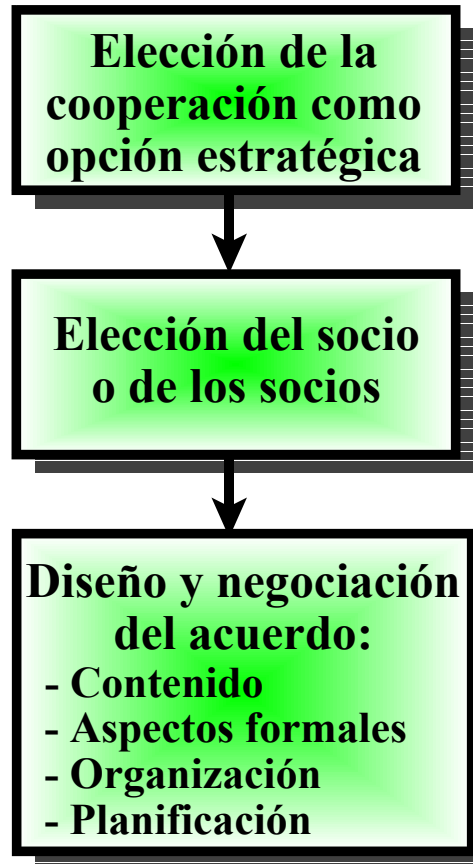 Elección de la
cooperación como
opción estratégica
Elección del socio
o de los socios
Diseño y negociación
del acuerdo:
- Contenido
- Aspectos formales
- Organización
- Planificación